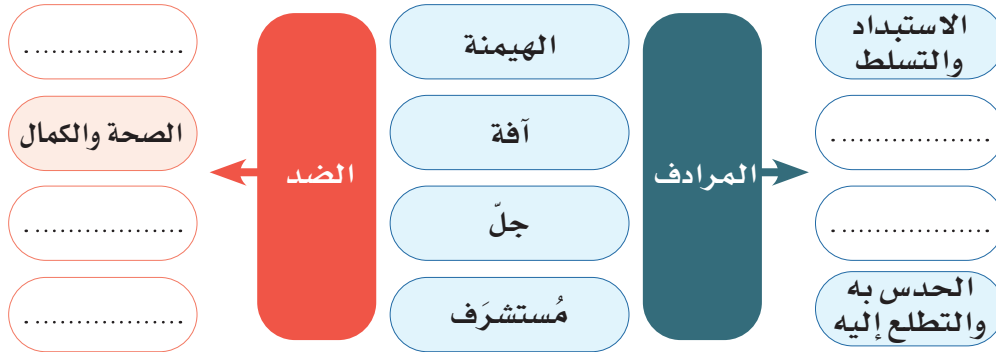 الاستبداد
والتسلط
..................
..................
الحدس به
والتطلع إليه
المرادف
الهيمنة
آفة
جلّ
مُستشرَف
الضد
..................
الصحة والكمال
..................
..................